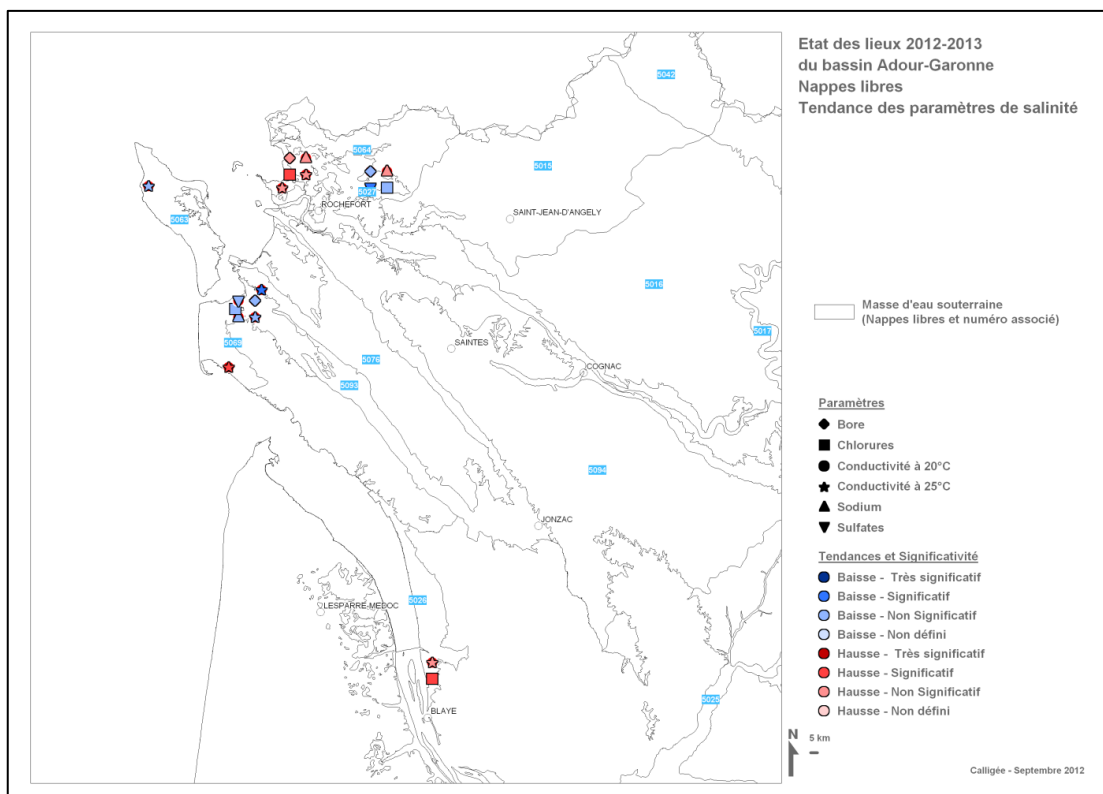 Etat des lieux 2012-2013
du bassin Adour-Garonne
Nappes libres
Tendance des paramètres de salinité
5042
5064
5015
5027
ROCHEFORT
SAINT-JEAN-D'ANGELY
5063
5016
5017
Masse d'eau souterraine
(Nappes libres et numéro associé)
5069
SAINTES
5076
COGNAC
5093
Paramètres
Bore
Chlorures
Conductivité à 20°C
Conductivité à 25°C
Sodium
Sulfates
5094
JONZAC
Tendances et Significativité
Baisse - Très significatif
Baisse - Significatif
Baisse - Non Significatif
Baisse - Non défini
Hausse - Très significatif
Hausse - Significatif
Hausse - Non Significatif
Hausse - Non défini
LESPARRE-MEDOC
BLAYE
N
5 km
Calligée - Septembre 2012